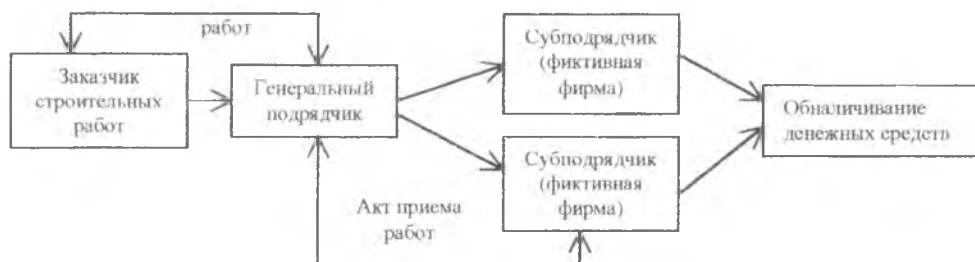 работ
Заказчик
строительных
работ
Генеральный
подрядчик
Субподрядчик
(фиктивная
фирма)
Субподрядчик
(фиктивная
фирма)
Обналичивание
денежных средств
Акт приема
работ